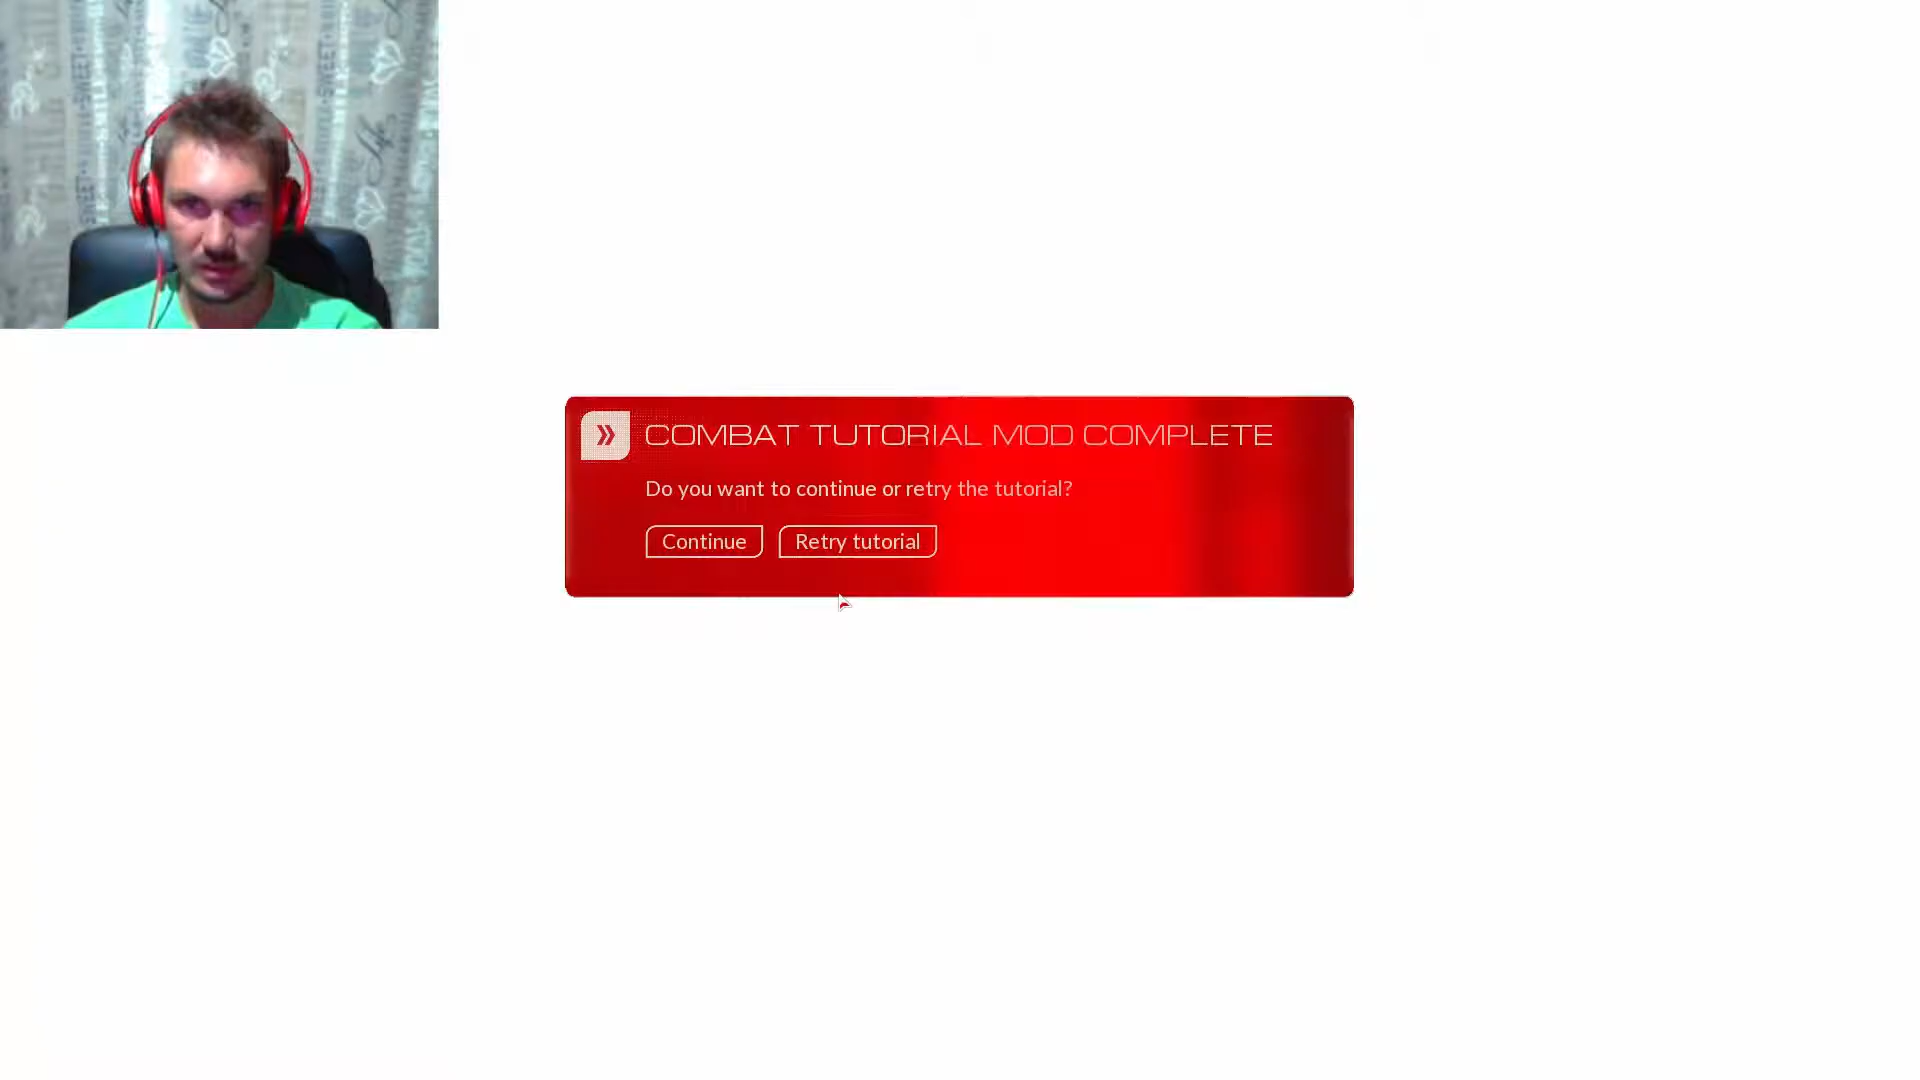 COMBAT TUTORIAL MOD COMPLETE
Do you want to continue or retry the tutorial?
Continue
Retry tutorial